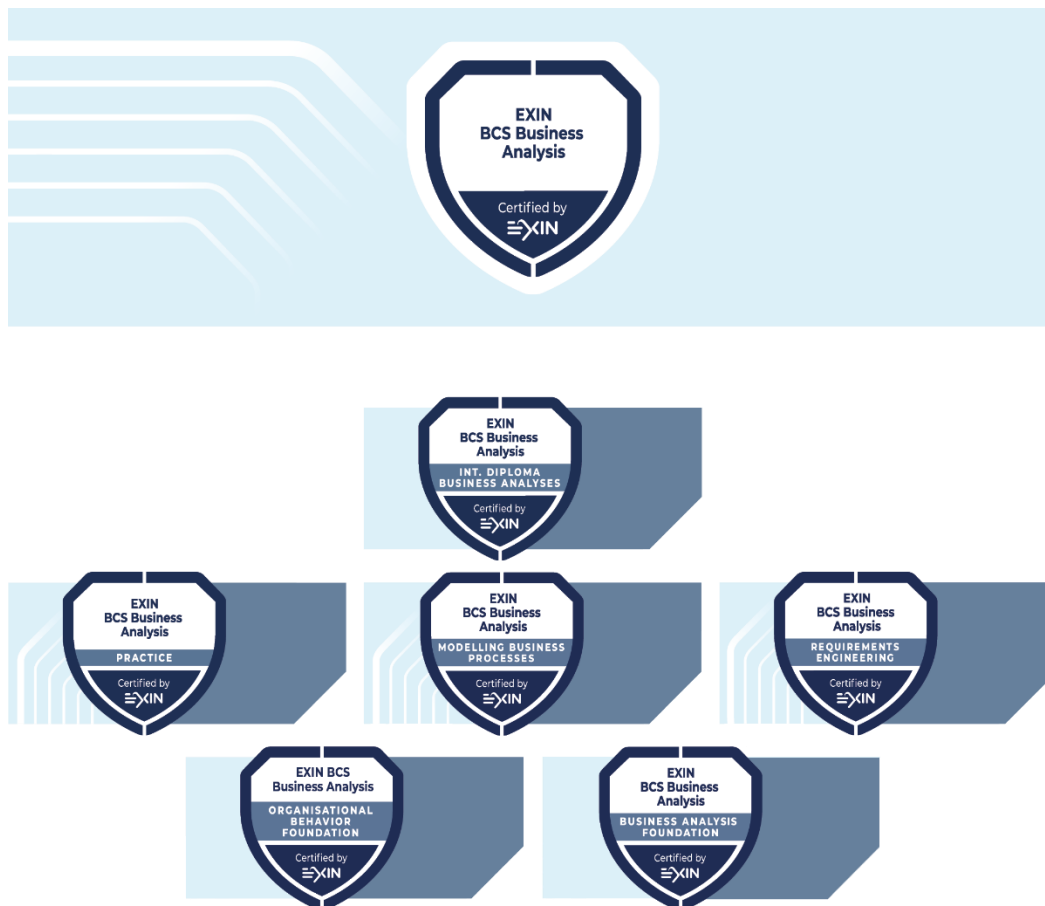 EXIN
BCS Business
Analysis
Certified by
EXIN
EXIN
BCS Business
Analysis
INT. DIPLOMA
BUSINESS ANALYSES
Certified by
EXIN
EXIN
BCS Business
Analysis
PRACTICE
Certified by
EXIN
EXIN
BCS Business
Analysis
MODELLING BUSINESS
PROCESSES
Certified by
EXIN
EXIN
BCS Business
Analysis
REQUIREMENTS
ENGINEERING
Certified by
EXIN
EXIN BCS
Business Analysis
ORGANISATIONAL
BEHAVIOR
FOUNDATION
Certified by
EXIN
EXIN
BCS Business
Analysis
BUSINESS ANALYSIS
FOUNDATION
Certified by
EXIN